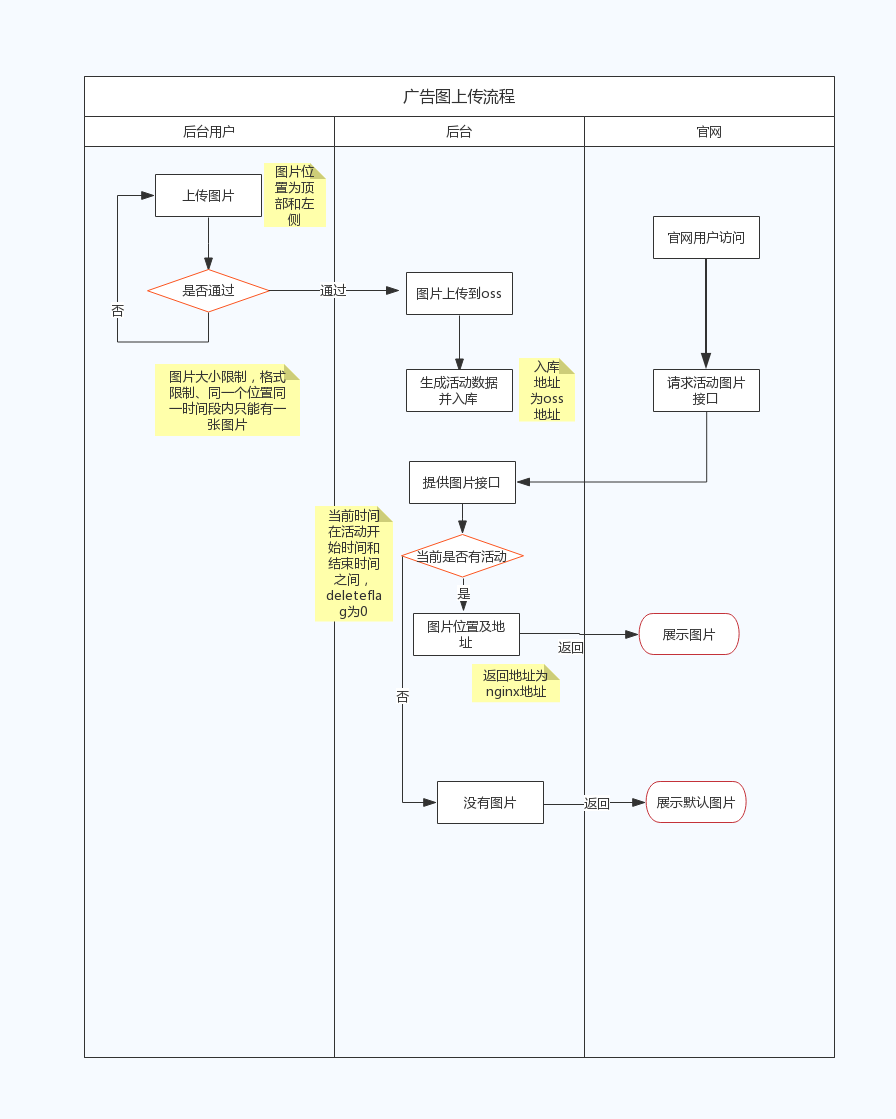 广告图上传流程
后台用户
后台
官网
图片位
置为顶
部和左
侧
上传图片
官网用户访问
是否通过
通过
图片上传到oss
否
图片大小限制，格式
限制、同一个位置同
一时间段内只能有一
张图片
生成活动数据
并入库
入库
地址
为oss
地址
请求活动图片
接口
提供图片接口
当前时间
在活动开
始时间和
结束时间
之间，
deletefla
g为0
当前是否有活动
是
图片位置及地
址
返回
展示图片
返回地址为
nginx地址
否
没有图片
返回
展示默认图片